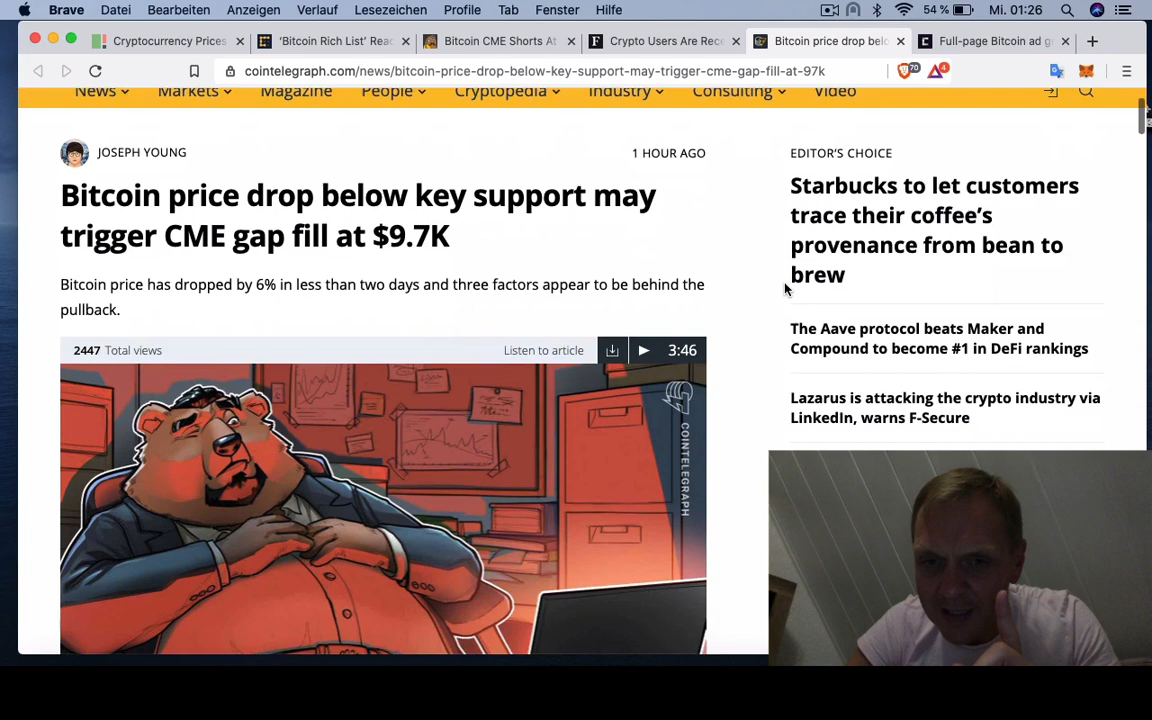 Brave Datei Bearbeiten Anzeigen Verlauf Lesezeichen Profile Tab Fenster Hilfe 54 % Mi. 01:26
Cryptocurrency Prices × 'Bitcoin Rich List' Reac × Bitcoin CME Shorts At × Crypto Users Are Rece × Bitcoin price drop belo × Full-page Bitcoin ad g × +
cointelegraph.com/news/bitcoin-price-drop-below-key-support-may-trigger-cme-gap-fill-at-97k 70 4
News Markets Magazine People Cryptopedia Industry Consulting Video
JOSEPH YOUNG
1 HOUR AGO
Bitcoin price drop below key support may
trigger CME gap fill at $9.7K
Bitcoin price has dropped by 6% in less than two days and three factors appear to be behind the
pullback.
2447 Total views
Listen to article
3:46
COINTELEGRAPH
EDITOR'S CHOICE
Starbucks to let customers
trace their coffee's
provenance from bean to
brew
The Aave protocol beats Maker and
Compound to become #1 in DeFi rankings
Lazarus is attacking the crypto industry via
LinkedIn, warns F-Secure